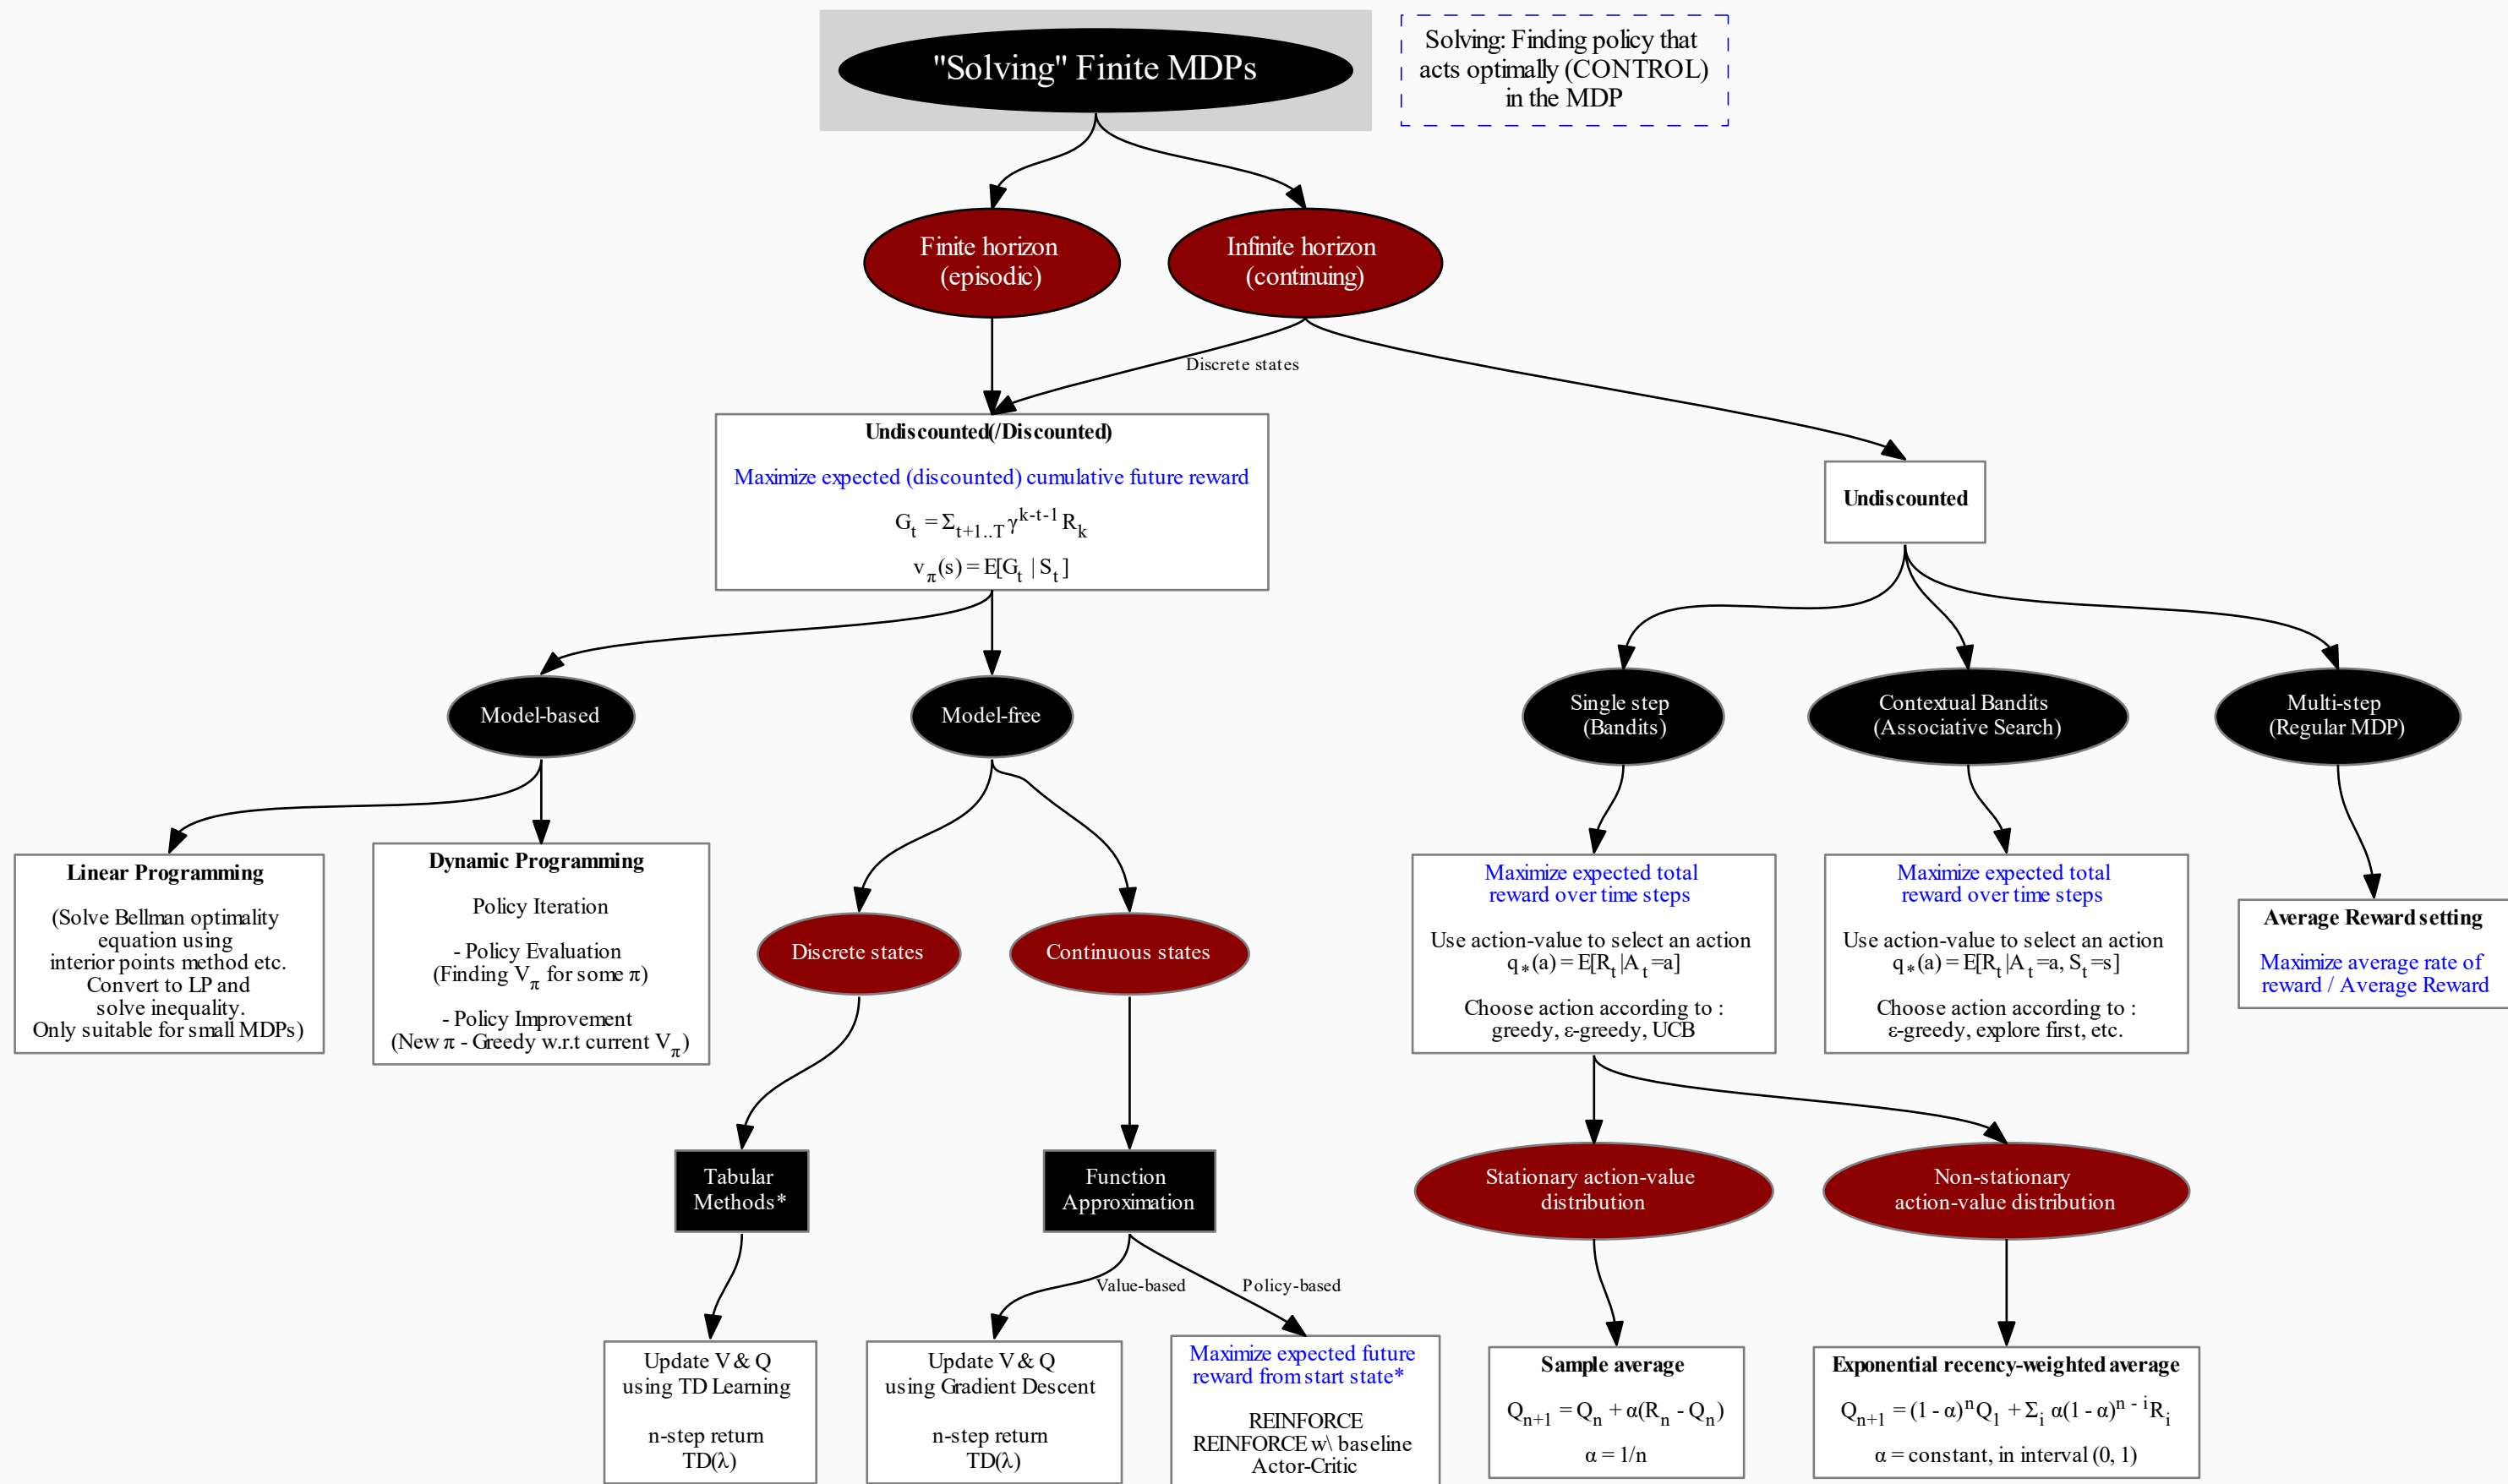 "Solving" Finite MDPs
Solving: Finding policy that
acts optimally (CONTROL)
in the MDP
Finite horizon
(episodic)
Infinite horizon
(continuing)
Discrete states
Undiscounted(/Discounted)
Maximize expected (discounted) cumulative future reward
G_t = Σ_{t+1..T} γ^{k-t-1} R_k
v_π(s) = E[G_t | S_t]
Undiscounted
Model-based
Model-free
Single step
(Bandits)
Contextual Bandits
(Associative Search)
Multi-step
(Regular MDP)
Linear Programming
(Solve Bellman optimality
equation using
interior points method etc.
Convert to LP and
solve inequality.
Only suitable for small MDPs)
Dynamic Programming
Policy Iteration
- Policy Evaluation
(Finding V_π for some π)
- Policy Improvement
(New π - Greedy w.r.t current V_π)
Discrete states
Continuous states
Maximize expected total
reward over time steps
Use action-value to select an action
q_*(a) = E[R_t|A_t=a]
Choose action according to :
greedy, ε-greedy, UCB
Maximize expected total
reward over time steps
Use action-value to select an action
q_*(a) = E[R_t|A_t=a, S_t=s]
Choose action according to :
ε-greedy, explore first, etc.
Average Reward setting
Maximize average rate of
reward / Average Reward
Tabular
Methods*
Function
Approximation
Stationary action-value
distribution
Non-stationary
action-value distribution
Value-based
Policy-based
Update V & Q
using TD Learning
n-step return
TD(λ)
Update V & Q
using Gradient Descent
n-step return
TD(λ)
Maximize expected future
reward from start state*
REINFORCE
REINFORCE w\ baseline
Actor-Critic
Sample average
Q_{n+1} = Q_n + α(R_n - Q_n)
α = 1/n
Exponential recency-weighted average
Q_{n+1} = (1 - α)^n Q_1 + Σ_i α(1 - α)^{n - i} R_i
α = constant, in interval (0, 1)